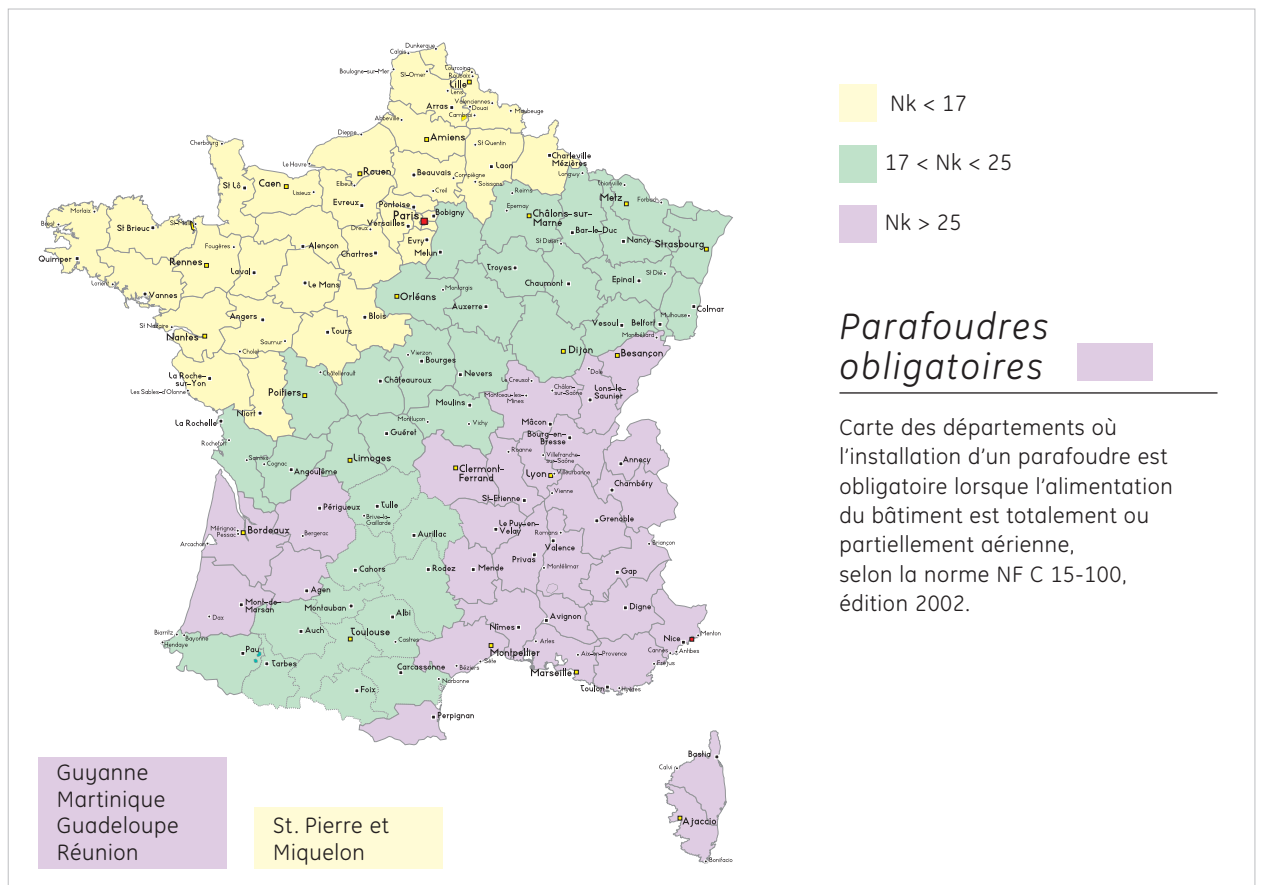 Dunkerque
Calais
Boulogne-sur-Mer
St-Omer
Tourcoing
Roubaix
Lille
Lens
Valenciennes
Douai
Maubeuge
Arras
Cambrai
Abbeville
Dieppe
Amiens
St Quentin
Charleville
Mézières
Cherbourg
Le Havre
Rouen
Beauvais
Compiègne
Laon
Soissons
Longwy
Thionville
St Lô
Caen
Lisieux
Elbeuf
Creil
Reims
Metz
Forbach
Evreux
Pontoise
Paris
Bobigny
Epernay
Châlons-sur-
Marne
Morlaix
Brest
St Brieuc
St-Malo
Dreux
Versailles
Bar-le-Duc
Nancy
Strasbourg
Fougères
Alençon
Chartres
Evry
Melun
St Dizier
Quimper
Rennes
Laval
Le Mans
Troyes
Chaumont
Epinal
St Dié
Lorient
Vannes
Orléans
Montargis
Auxerre
Colmar
St Nazaire
Angers
Blois
Tours
Vesoul
Belfort
Mulhouse
Montbéliard
Nantes
Saumur
Cholet
Vierzon
Bourges
Dijon
Besançon
La Roche-
sur-Yon
Les Sables-d'Olonne
Châtellerault
Poitiers
Châteauroux
Nevers
Le Creusot
Montceau-les-
Mines
Châlon-
sur-Saône
Dole
Lons-le-
Saunier
Niort
La Rochelle
Moulins
Montluçon
Vichy
Mâcon
Bourg-en-
Bresse
Rochefort
Guéret
Saintes
Cognac
Angoulême
Limoges
Clermont-
Ferrand
Rhanne
Villefranche-
sur-Saône
Lyon
Villeurbanne
Annecy
Chambéry
Périgueux
Tulle
Brive-la-
Gaillarde
St-Etienne
Vienne
Mérignac
Pessac
Bordeaux
Arcachon
Bergerac
Aurillac
Le Puy-en-
Velay
Romans
Valence
Grenoble
Briançon
Cahors
Rodez
Mende
Privas
Montélimar
Gap
Agen
Mont-de-
Marsan
Dax
Montauban
Albi
Nîmes
Avignon
Digne
Biarritz
Bayonne
Hendaye
Auch
Toulouse
Castres
Montpellier
Arles
Aix-en-Provence
Nice
Menton
Cannes
Antibes
Fréjus
Pau
Tarbes
Carcassonne
Béziers
Sète
Marseille
Toulon
Hyères
Foix
Narbonne
Perpignan
Bastia
Calvi
Ajaccio
Bonifacio
Nk < 17
17 < Nk < 25
Nk > 25
Parafoudres
obligatoires
Carte des départements où
l'installation d'un parafoudre est
obligatoire lorsque l'alimentation
du bâtiment est totalement ou
partiellement aérienne,
selon la norme NF C 15-100,
édition 2002.
Guyanne
Martinique
Guadeloupe
Réunion
St. Pierre et
Miquelon